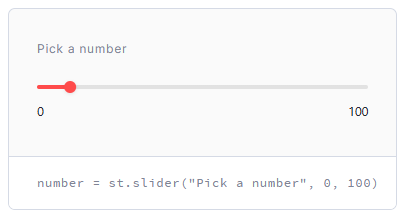 Pick a number
0 100
number = st.slider("Pick a number", 0, 100)